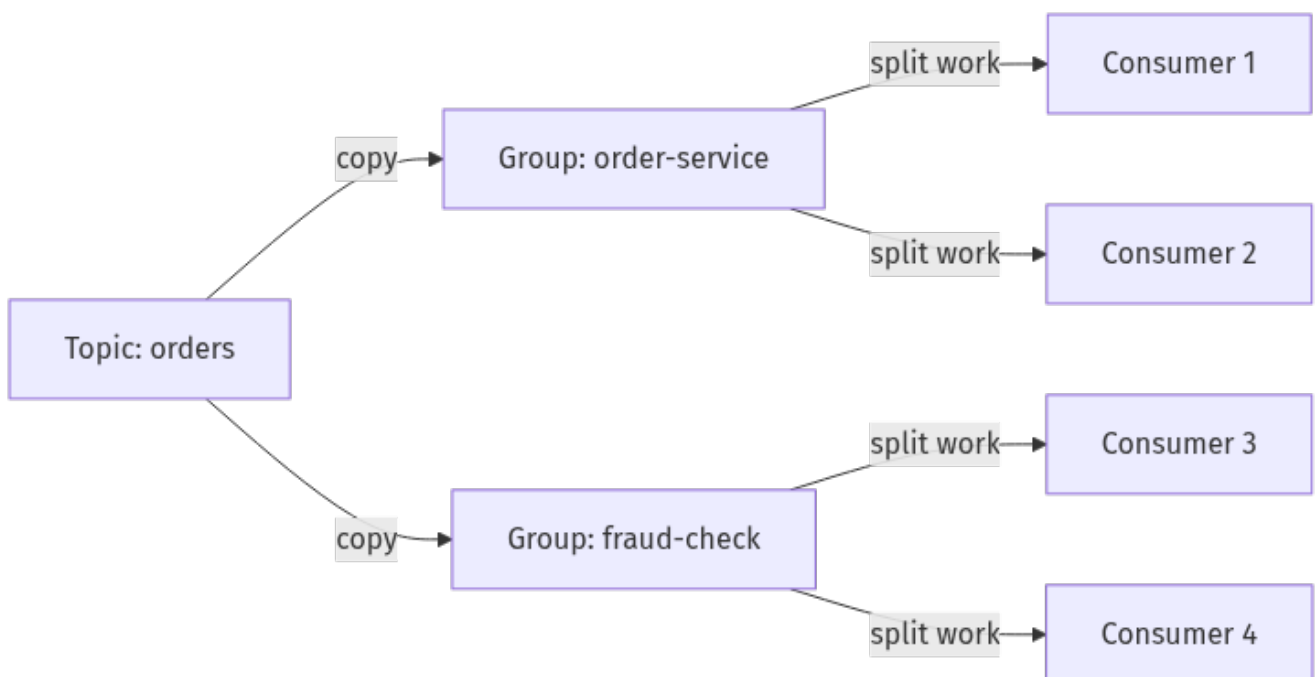 Topic: orders
copy
Group: order-service
split work
Consumer 1
split work
Consumer 2
copy
Group: fraud-check
split work
Consumer 3
split work
Consumer 4